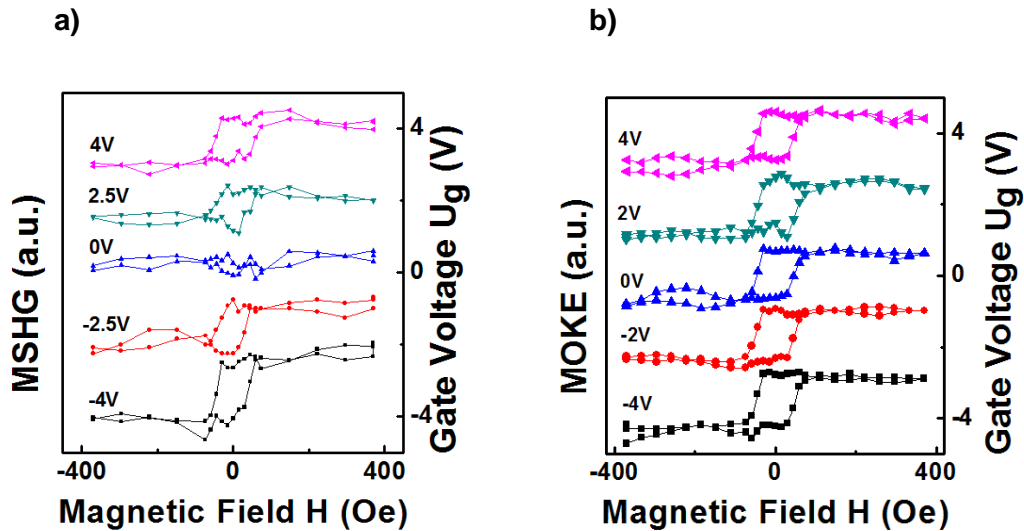 a)
MSHG (a.u.)
4V
2.5V
0V
-2.5V
-4V
4
0
-4
Gate Voltage Ug (V)
-400
0
400
Magnetic Field H (Oe)
b)
MOKE (a.u.)
4V
2V
0V
-2V
-4V
4
0
-4
Gate Voltage Ug (V)
-400
0
400
Magnetic Field H (Oe)